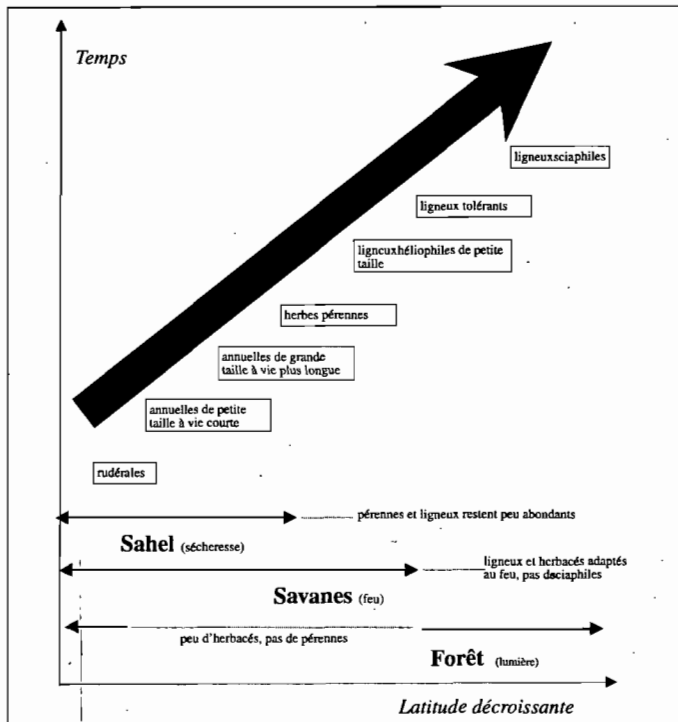 Temps
ligneuxsciaphiles
ligneux tolérants
ligneuxhéliophiles de petite
taille
herbes pérennes
annuelles de grande
taille à vie plus longue
annuelles de petite
taille à vie courte
rudérales
pérennes et ligneux restent peu abondants
Sahel (sécheresse)
ligneux et herbacés adaptés
au feu, pas dsciaphiles
Savanes (feu)
peu d'herbacés, pas de pérennes
Forêt (lumière)
Latitude décroissante